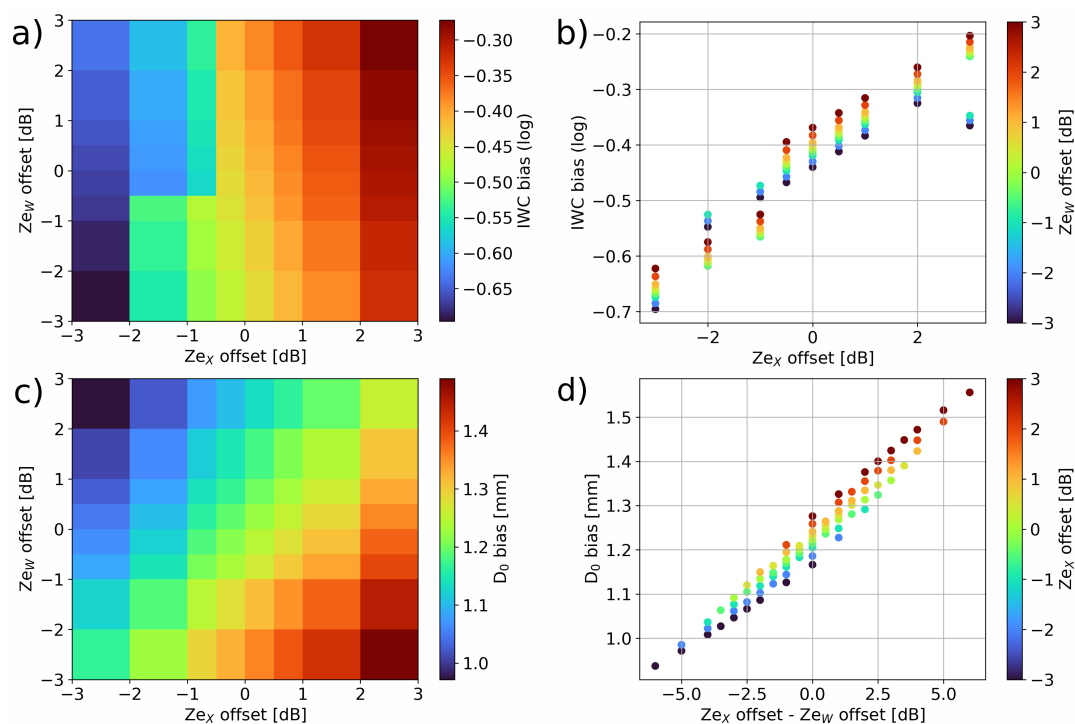 a)
3
2
1
0
−1
−2
−3
Ze_W offset [dB]
−3 −2 −1 0 1 2 3
Ze_X offset [dB]
−0.30
−0.35
−0.40
−0.45
−0.50
−0.55
−0.60
−0.65
IWC bias (log)
b)
−0.2
−0.3
−0.4
−0.5
−0.6
−0.7
IWC bias (log)
−2 0 2
Ze_X offset [dB]
3
2
1
0
−1
−2
−3
Ze_W offset [dB]
c)
3
2
1
0
−1
−2
−3
Ze_W offset [dB]
−3 −2 −1 0 1 2 3
Ze_X offset [dB]
1.4
1.3
1.2
1.1
1.0
D_0 bias [mm]
d)
1.5
1.4
1.3
1.2
1.1
1.0
D_0 bias [mm]
−5.0 −2.5 0.0 2.5 5.0
Ze_X offset - Ze_W offset [dB]
3
2
1
0
−1
−2
−3
Ze_X offset [dB]